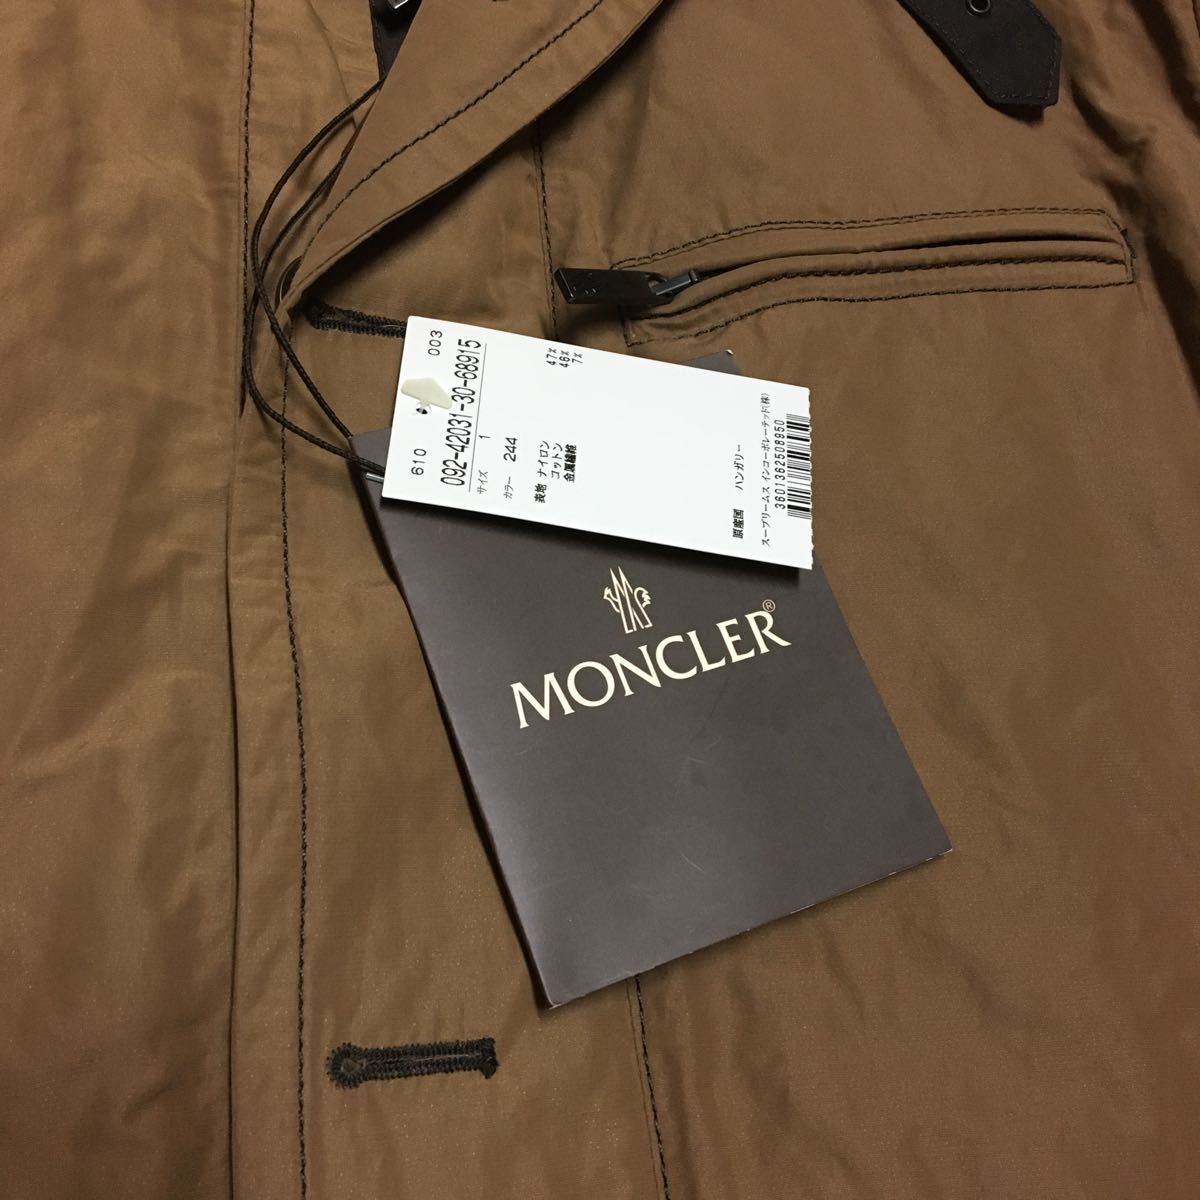 610 003
092-42031-30-68915
サイズ 1
カラー 244
表地 ナイロン 47%
コットン 46%
金属繊維 7%
原産国 ハンガリー
スープリームス インコーポレーテッド(株)
3601362508950
MONCLER®